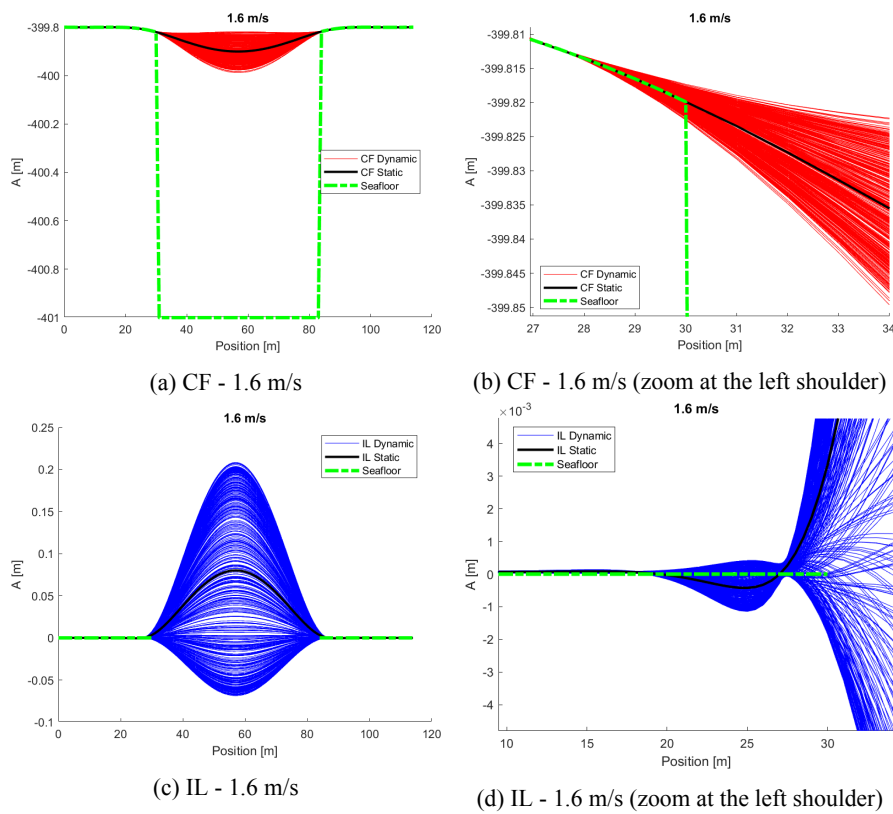 1.6 m/s
-399.8
-400
-400.2
-400.4
-400.6
-400.8
-401
A [m]
CF Dynamic
CF Static
Seafloor
0 20 40 60 80 100 120
Position [m]
(a) CF - 1.6 m/s
1.6 m/s
-399.81
-399.815
-399.82
-399.825
-399.83
-399.835
-399.84
-399.845
-399.85
A [m]
CF Dynamic
CF Static
Seafloor
27 28 29 30 31 32 33 34
Position [m]
(b) CF - 1.6 m/s (zoom at the left shoulder)
1.6 m/s
0.25
0.2
0.15
0.1
0.05
0
-0.05
-0.1
A [m]
IL Dynamic
IL Static
Seafloor
0 20 40 60 80 100 120
Position [m]
(c) IL - 1.6 m/s
1.6 m/s
×10⁻³
4
3
2
1
0
-1
-2
-3
-4
A [m]
IL Dynamic
IL Static
Seafloor
10 15 20 25 30
Position [m]
(d) IL - 1.6 m/s (zoom at the left shoulder)